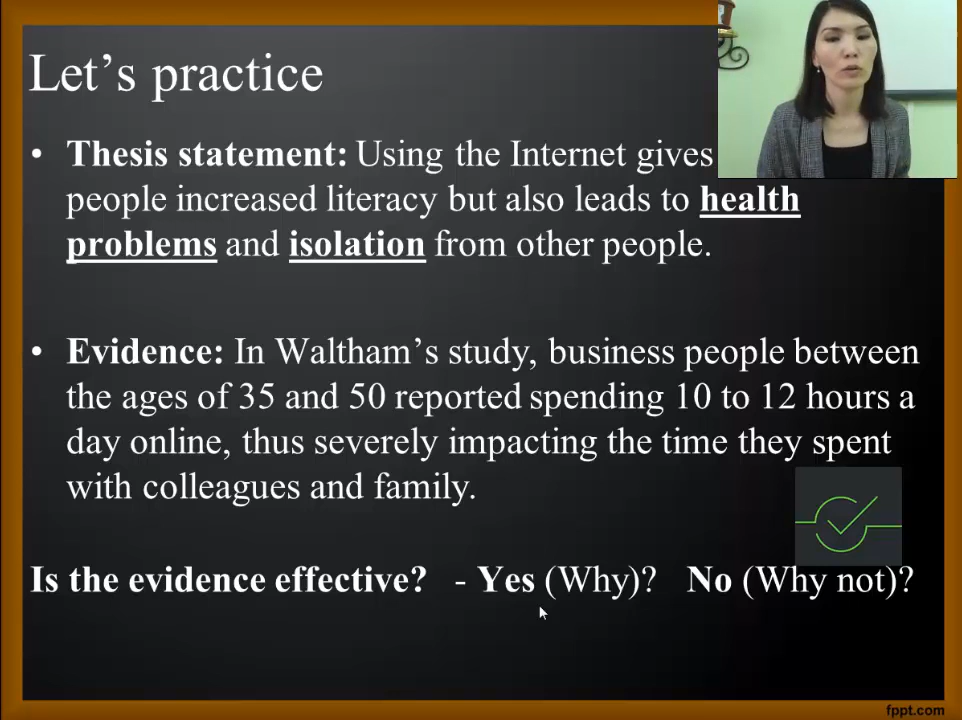 Let’s practice
• Thesis statement: Using the Internet gives
people increased literacy but also leads to health
problems and isolation from other people.
• Evidence: In Waltham’s study, business people between
the ages of 35 and 50 reported spending 10 to 12 hours a
day online, thus severely impacting the time they spent
with colleagues and family.
Is the evidence effective? - Yes (Why)? No (Why not)?
fppt.com